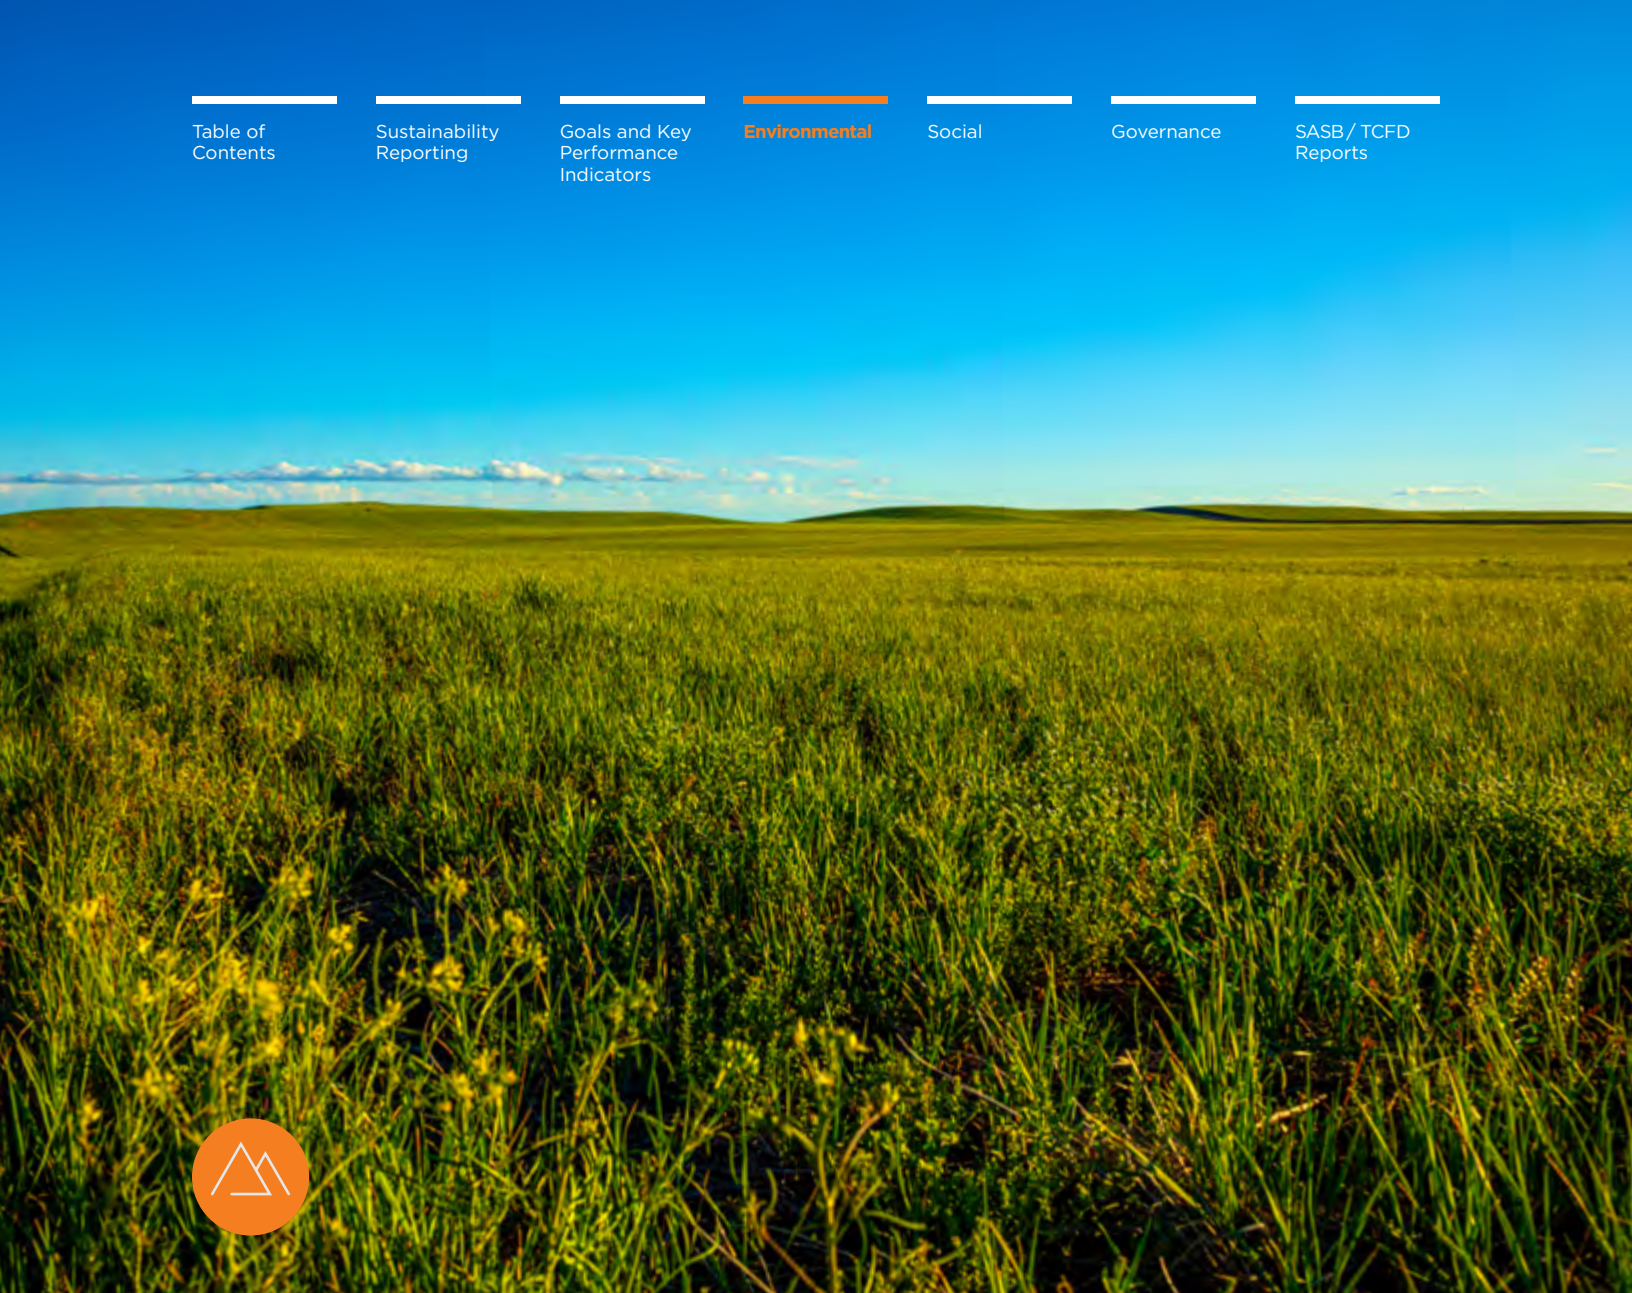 Table of
Contents
Sustainability
Reporting
Goals and Key
Performance
Indicators
Environmental
Social
Governance
SASB / TCFD
Reports